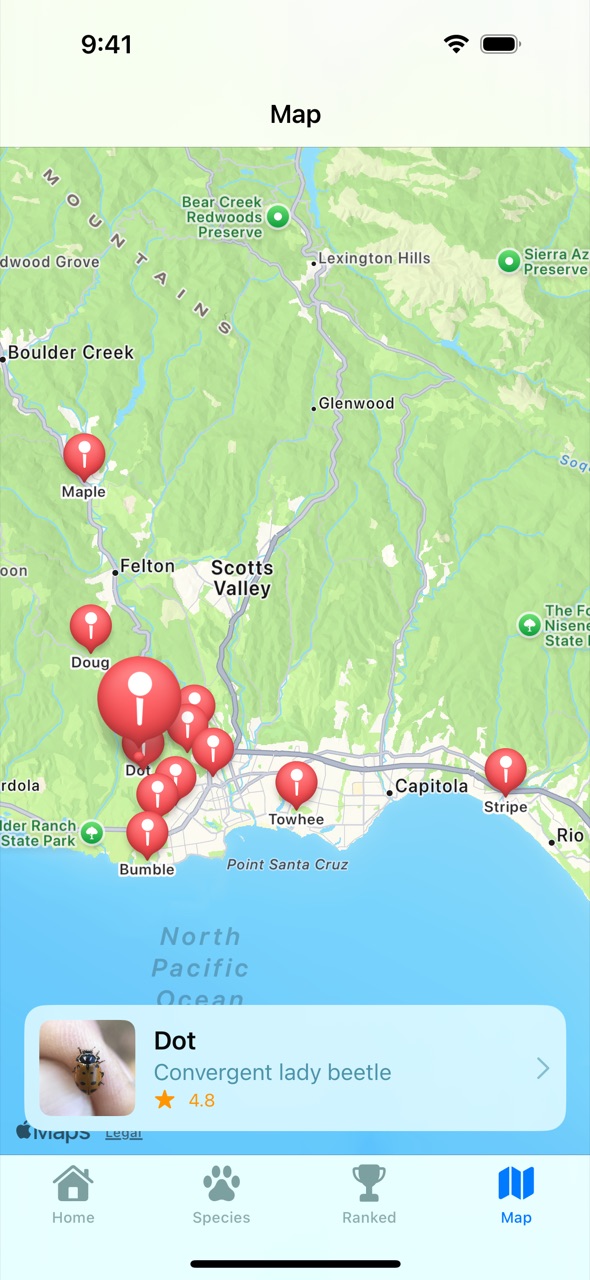 9:41
Map
MOUNTAINS
Bear Creek
Redwoods
Preserve
dwood Grove
Lexington Hills
Sierra Az
Preserve
Boulder Creek
Glenwood
Soq
Maple
oon
Felton
Scotts
Valley
The Fo
Nisene
State
Doug
Dot
rdola
Capitola
Stripe
Towhee
lder Ranch
State Park
Rio
Bumble
Point Santa Cruz
North
Pacific
Ocean
Dot
Convergent lady beetle
4.8
Maps Legal
Home
Species
Ranked
Map